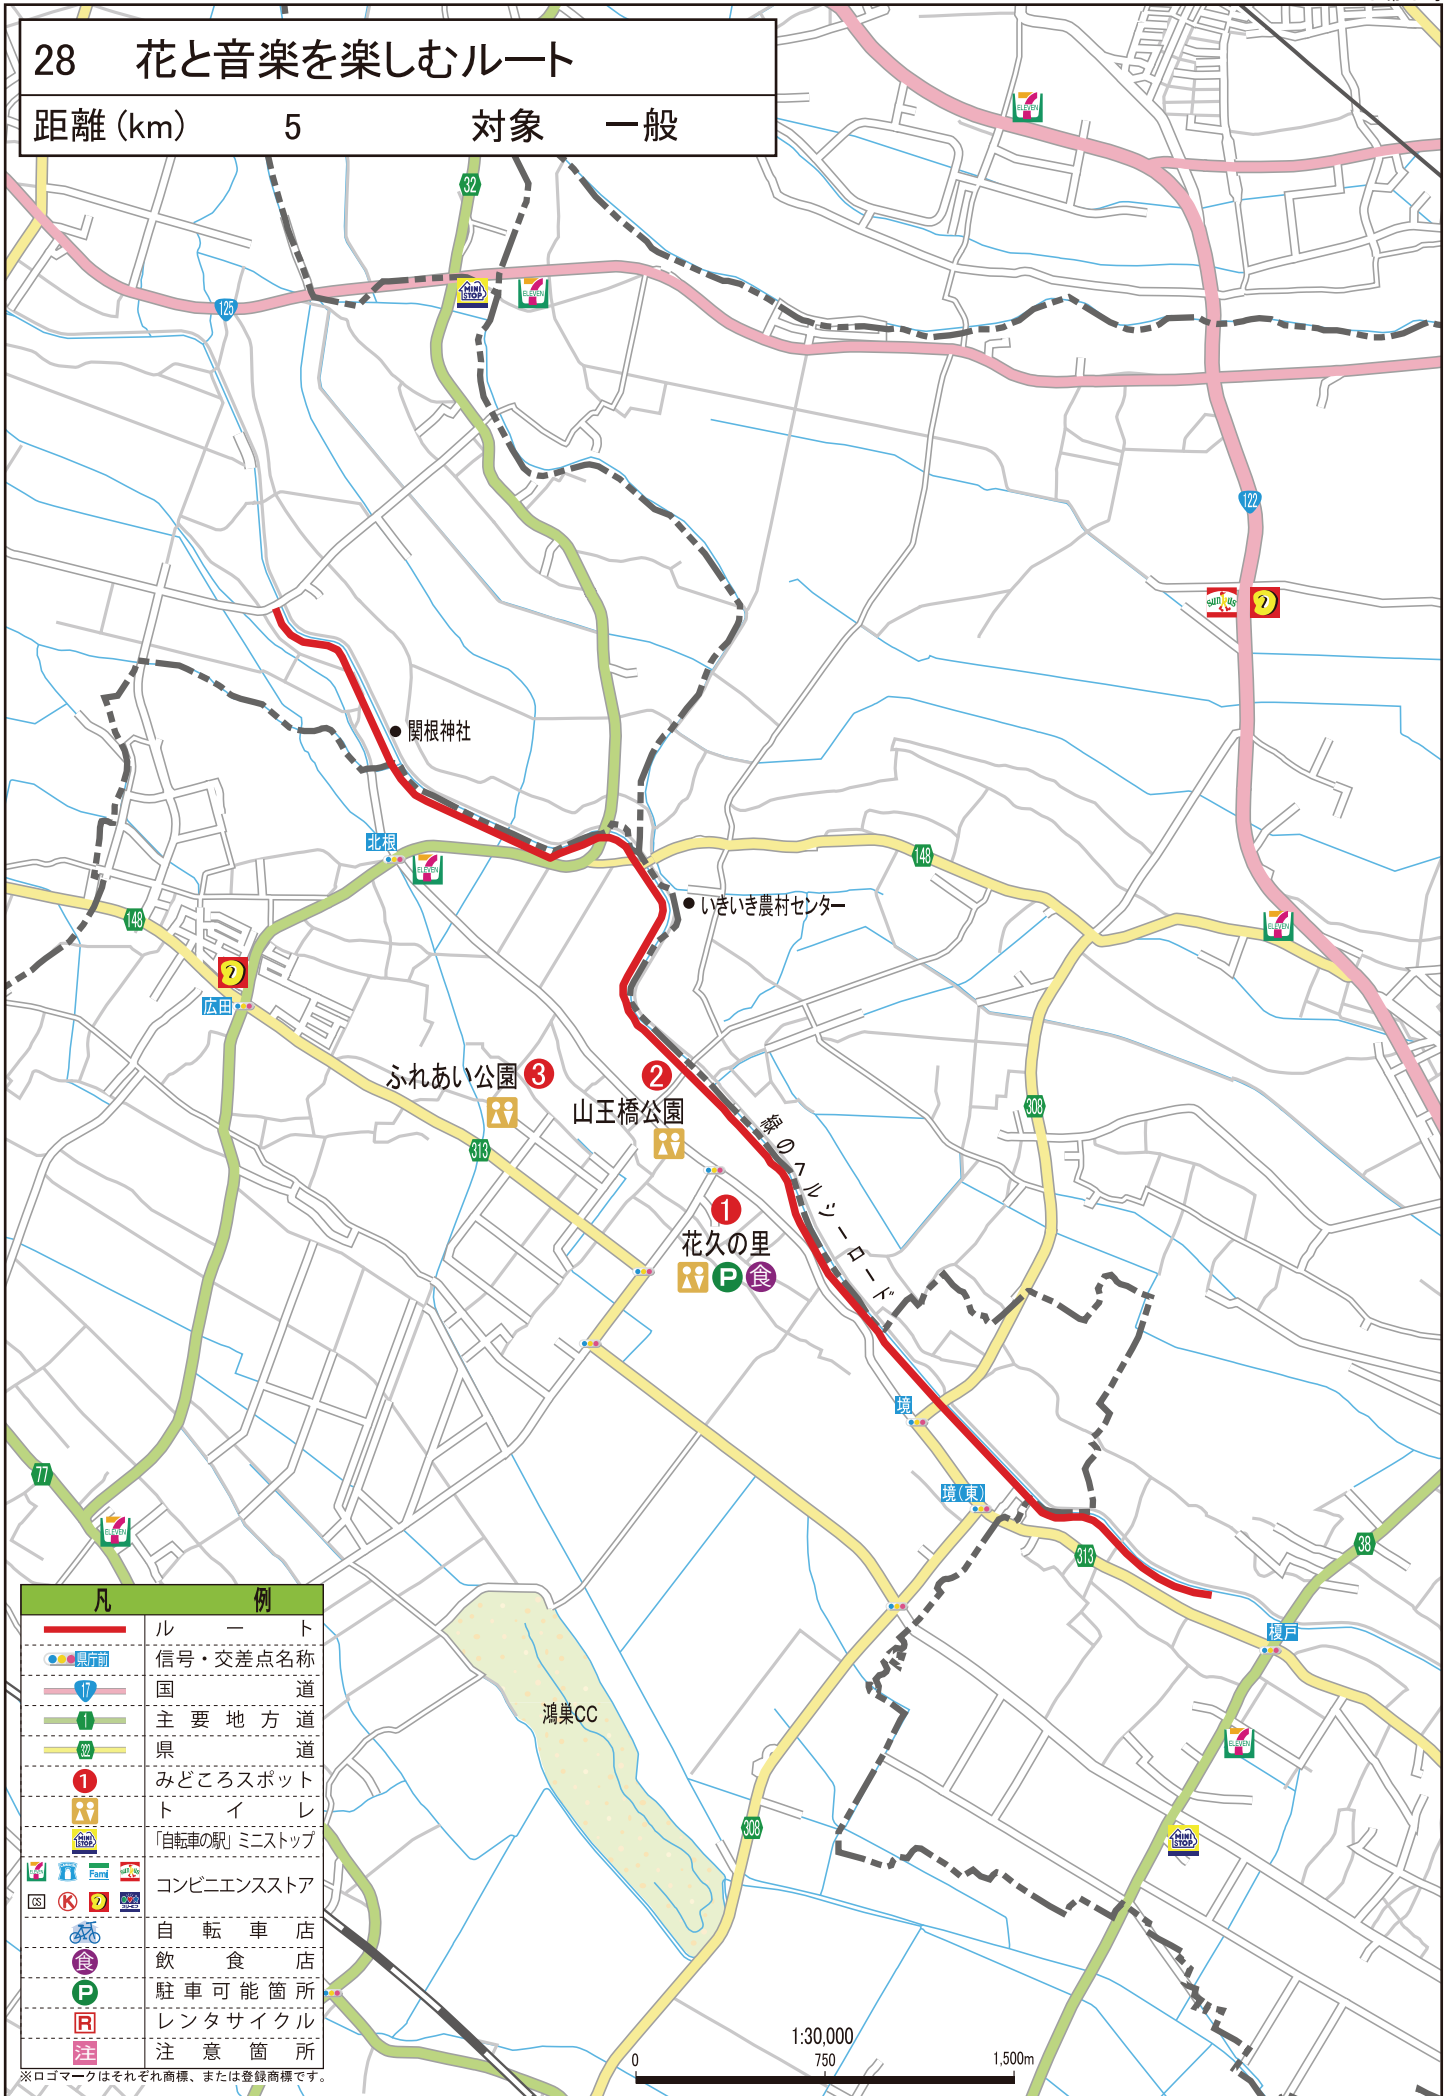 28 花と音楽を楽しむルート
距離(km) 5 対象 一般
32
125
122
関根神社
北根
148
148
いきいき農村センター
広田
ふれあい公園 3
2
山王橋公園
313
308
緑のヘルシーロード
1
花久の里
P 食
境
77
境(東)
313
38
榎戸
鴻巣CC
308
凡例
ルート
県庁前 信号・交差点名称
17 国道
1 主要地方道
322 県道
1 みどころスポット
トイレ
MINI STOP 「自転車の駅」ミニストップ
コンビニエンスストア
自転車店
食 飲食店
P 駐車可能箇所
R レンタサイクル
注 注意箇所
※ロゴマークはそれぞれ商標、または登録商標です。
1:30,000
0 750 1,500m